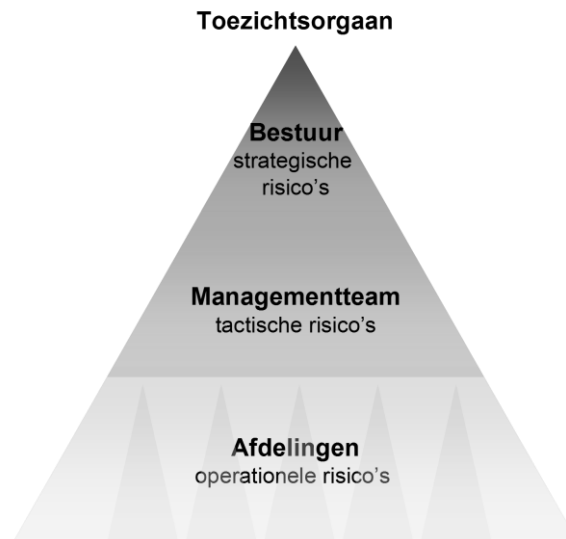 Toezichtsorgaan
Bestuur
strategische
risico’s
Managementteam
tactische risico’s
Afdelingen
operationele risico’s